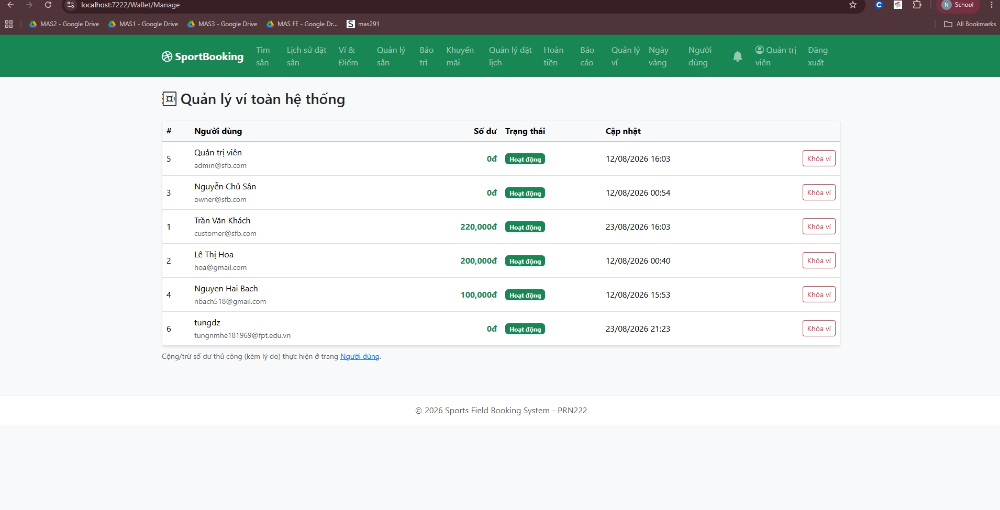 localhost:7222/Wallet/Manage
N School
MAS2 - Google Drive MAS1 - Google Drive MAS3 - Google Drive MAS FE - Google Dr... S mas291 All Bookmarks
SportBooking
Tìm sân
Lịch sử đặt sân
Ví & Điểm
Quản lý sân
Bảo trì
Khuyến mãi
Quản lý đặt lịch
Hoàn tiền
Báo cáo
Quản lý ví
Ngày vàng
Người dùng
Quản trị viên
Đăng xuất
Quản lý ví toàn hệ thống
# Người dùng Số dư Trạng thái Cập nhật
5 Quản trị viên 0đ Hoạt động 12/08/2026 16:03 Khóa ví
admin@sfb.com
3 Nguyễn Chủ Sân 0đ Hoạt động 12/08/2026 00:54 Khóa ví
owner@sfb.com
1 Trần Văn Khách 220,000đ Hoạt động 23/08/2026 16:03 Khóa ví
customer@sfb.com
2 Lê Thị Hoa 200,000đ Hoạt động 12/08/2026 00:40 Khóa ví
hoa@gmail.com
4 Nguyen Hai Bach 100,000đ Hoạt động 12/08/2026 15:53 Khóa ví
nbach518@gmail.com
6 tungdz 0đ Hoạt động 23/08/2026 21:23 Khóa ví
tungnmhe181969@fpt.edu.vn
Cộng/trừ số dư thủ công (kèm lý do) thực hiện ở trang Người dùng.
© 2026 Sports Field Booking System - PRN222